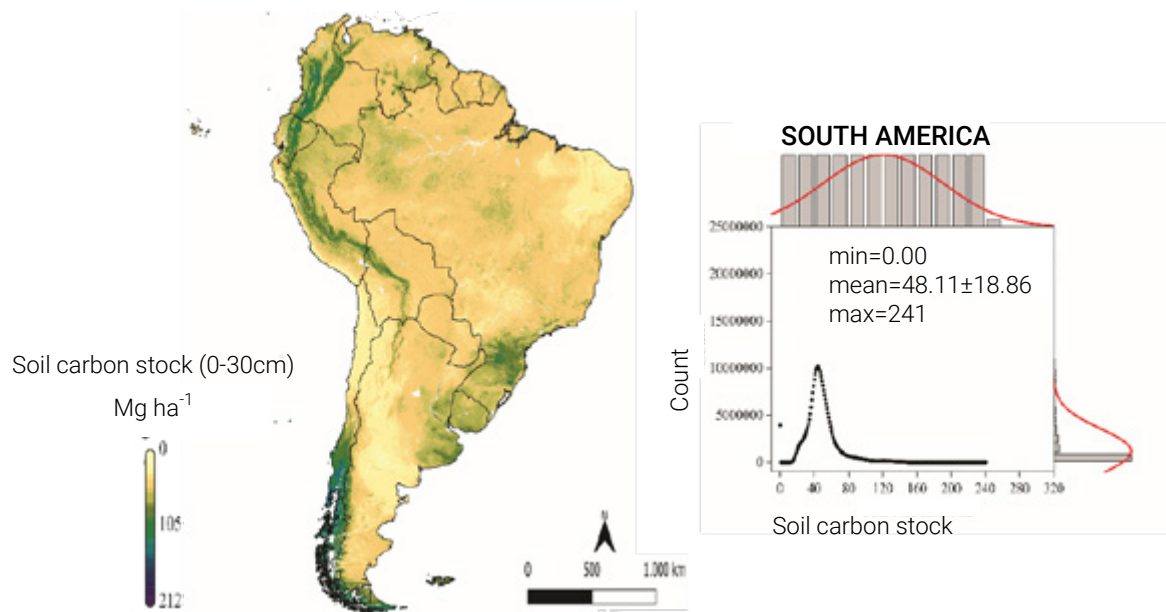 Soil carbon stock (0-30cm)
Mg ha⁻¹
0
105
212
N
0 500 1.000 km
SOUTH AMERICA
25000000
20000000
15000000
10000000
5000000
0
Count
min=0.00
mean=48.11±18.86
max=241
0 40 80 120 160 200 240 280 320
Soil carbon stock